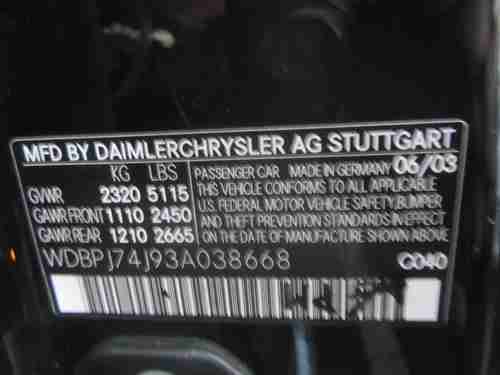 MFD BY DAIMLERCHRYSLER AG STUTTGART
KG LBS
GVWR 2320 5115
GAWR FRONT 1110 2450
GAWR REAR 1210 2665
PASSENGER CAR MADE IN GERMANY 06/03
THIS VEHICLE CONFORMS TO ALL APPLICABLE
U.S. FEDERAL MOTOR VEHICLE SAFETY, BUMPER
AND THEFT PREVENTION STANDARDS IN EFFECT
ON THE DATE OF MANUFACTURE SHOWN ABOVE
WDBPJ74J93A038668 C040